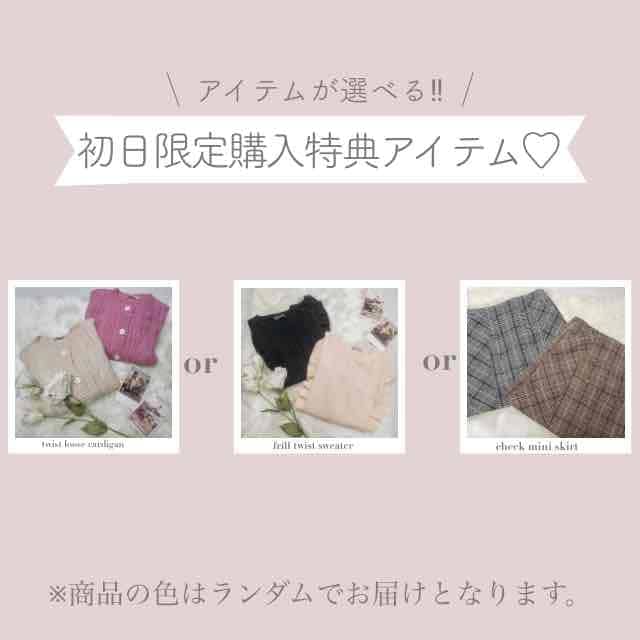 \ アイテムが選べる!! /
初日限定購入特典アイテム♡
or
or
twist loose cardigan
frill twist sweater
check mini skirt
※商品の色はランダムでお届けとなります。